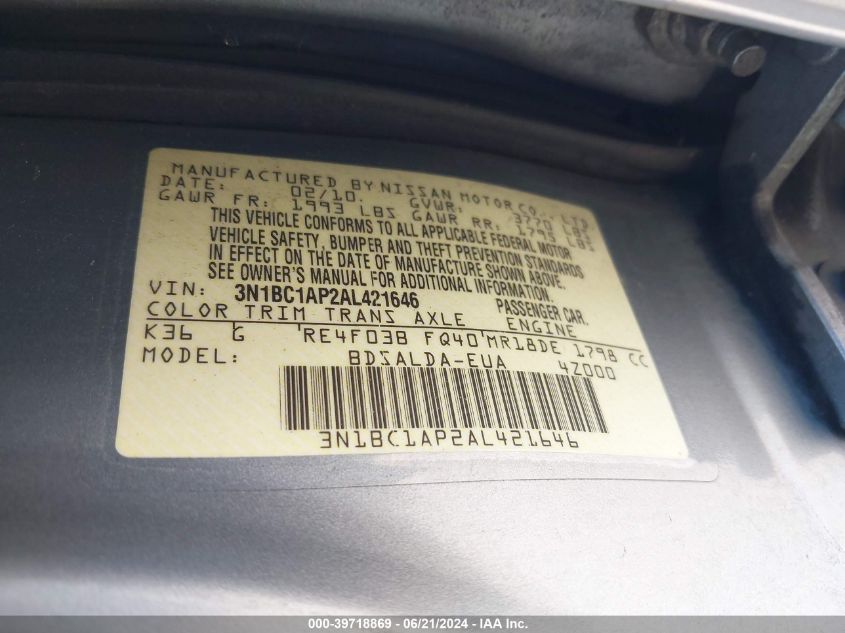 MANUFACTURED BY NISSAN MOTOR CO., LTD.
DATE: 02/10. GVWR: LBS
GAWR FR: 1993 LBS GAWR RR: LBS
THIS VEHICLE CONFORMS TO ALL APPLICABLE FEDERAL MOTOR
VEHICLE SAFETY, BUMPER AND THEFT PREVENTION STANDARDS
IN EFFECT ON THE DATE OF MANUFACTURE SHOWN ABOVE.
SEE OWNER'S MANUAL FOR ADDITIONAL INFORMATION.
VIN: 3N1BC1AP2AL421646 PASSENGER CAR.
COLOR TRIM TRANS AXLE ENGINE
K36 G RE4F03B FQ40 MR18DE 1798 CC
MODEL: BDSALDA-EUA 4Z000
3N1BC1AP2AL421646
000-39718869 - 06/21/2024 - IAA Inc.